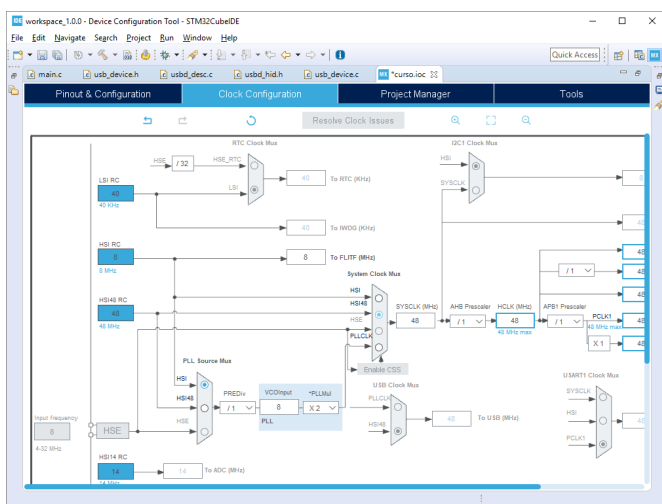 IDE workspace_1.0.0 - Device Configuration Tool - STM32CubeIDE
File Edit Navigate Search Project Run Window Help
Quick Access
main.c usb_device.h usbd_desc.c usbd_hid.h usb_device.c MX *curso.ioc
Pinout & Configuration Clock Configuration Project Manager Tools
Resolve Clock Issues
RTC Clock Mux
HSE / 32 HSE_RTC
LSI
40 To RTC (KHz)
LSI RC
40
40 KHz
40 To IWDG (KHz)
HSI RC
8
8 MHz
8 To FLITF (MHz)
HSI48 RC
48
48 MHz
System Clock Mux
HSI
HSI48
HSE
PLLCLK
Enable CSS
SYSCLK (MHz)
48
AHB Prescaler
/ 1
HCLK (MHz)
48
48 MHz max
APB1 Prescaler
/ 1
PCLK1
48 MHz max
X 1
/ 1
48
48
48
48
48
48
I2C1 Clock Mux
HSI
SYSCLK
8
PLL Source Mux
HSI
HSI48
HSE
PREDiv
/ 1
VCOInput
8
*PLLMul
X 2
PLL
USB Clock Mux
PLLCLK
HSI48
48 To USB (MHz)
USART1 Clock Mux
SYSCLK
HSI
PCLK1
48
Input frequency
8
4-32 MHz
HSE
HSI14 RC
14
14 MHz
14 To ADC (MHz)